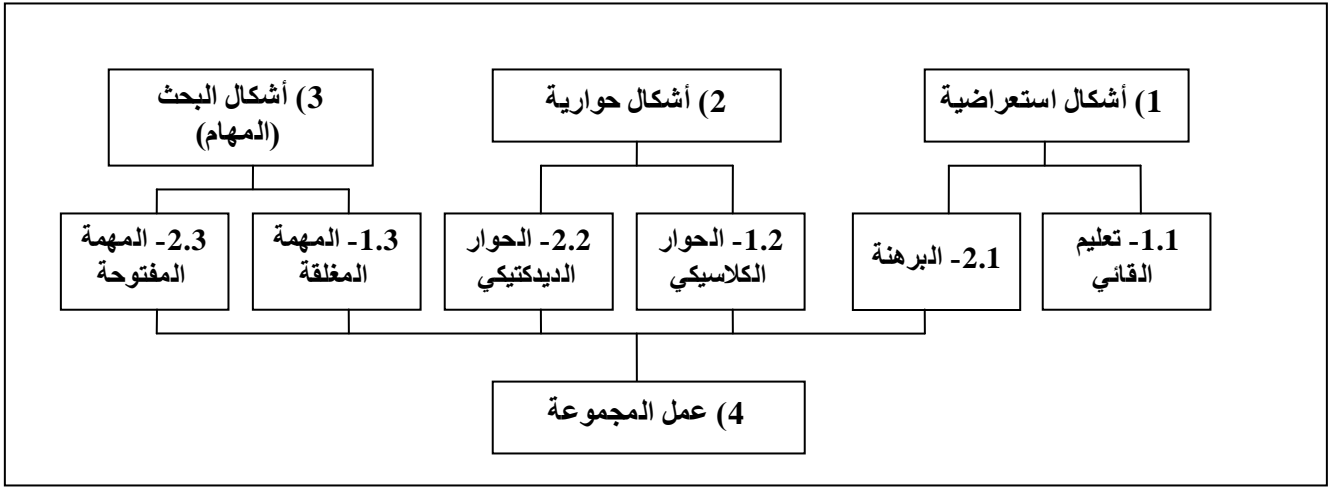 1) أشكال استعراضية
2) أشكال حوارية
3) أشكال البحث
(المهام)
1.1- تعليم
القائي
2.1- البرهنة
1.2- الحوار
الكلاسيكي
2.2- الحوار
الديدكتيكي
1.3- المهمة
المغلقة
2.3- المهمة
المفتوحة
4) عمل المجموعة